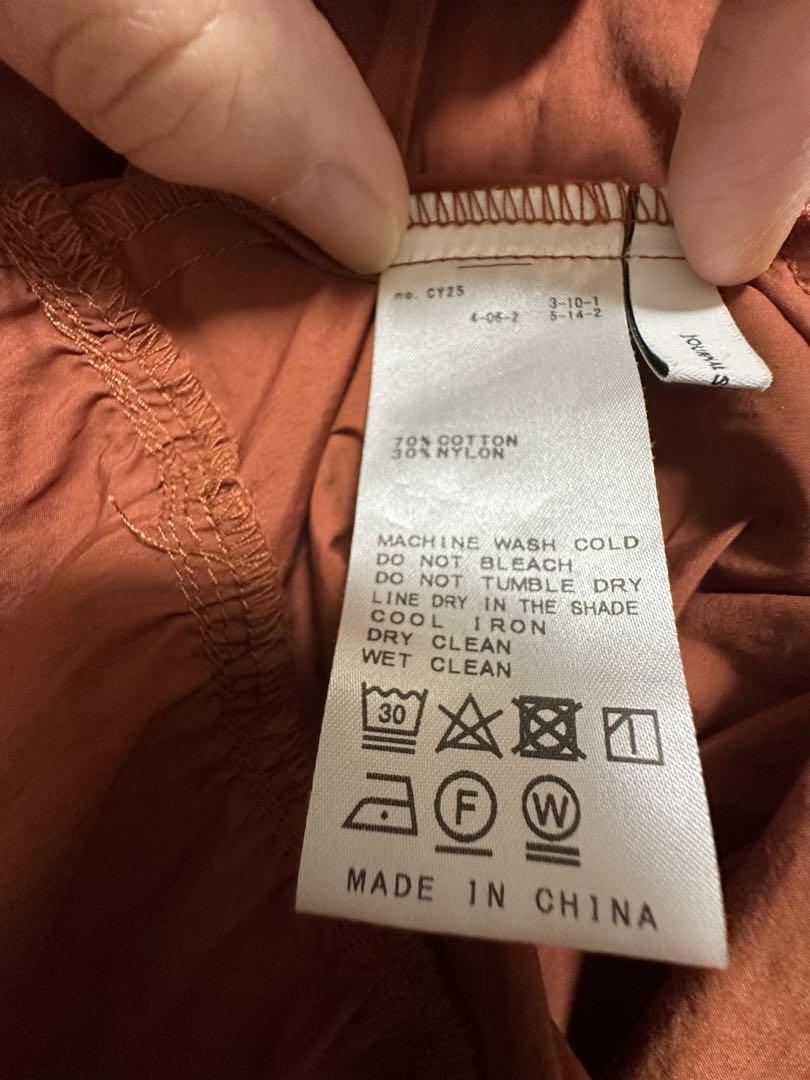 no. CY25
3-10-1
4-06-2 5-14-2
70% COTTON
30% NYLON
MACHINE WASH COLD
DO NOT BLEACH
DO NOT TUMBLE DRY
LINE DRY IN THE SHADE
COOL IRON
DRY CLEAN
WET CLEAN
30
F W
MADE IN CHINA
JOURNAL S